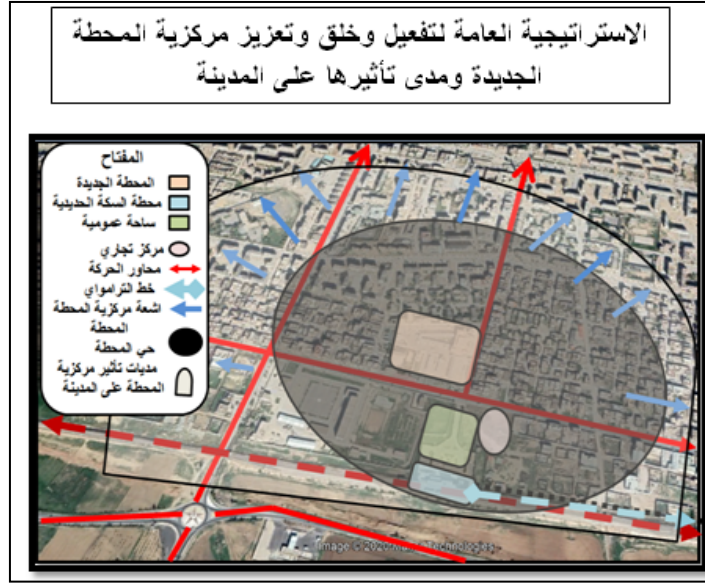 الاستراتيجية العامة لتفعيل وخلق وتعزيز مركزية المحطة
الجديدة ومدى تأثيرها على المدينة
المفتاح
المحطة الجديدة
محطة السكة الحديدية
ساحة عمومية
مركز تجاري
محاور الحركة
خط الترامواي
اشعة مركزية المحطة
المحطة
حي المحطة
مديات تأثير مركزية
المحطة على المدينة
Image © 2020 Technologies